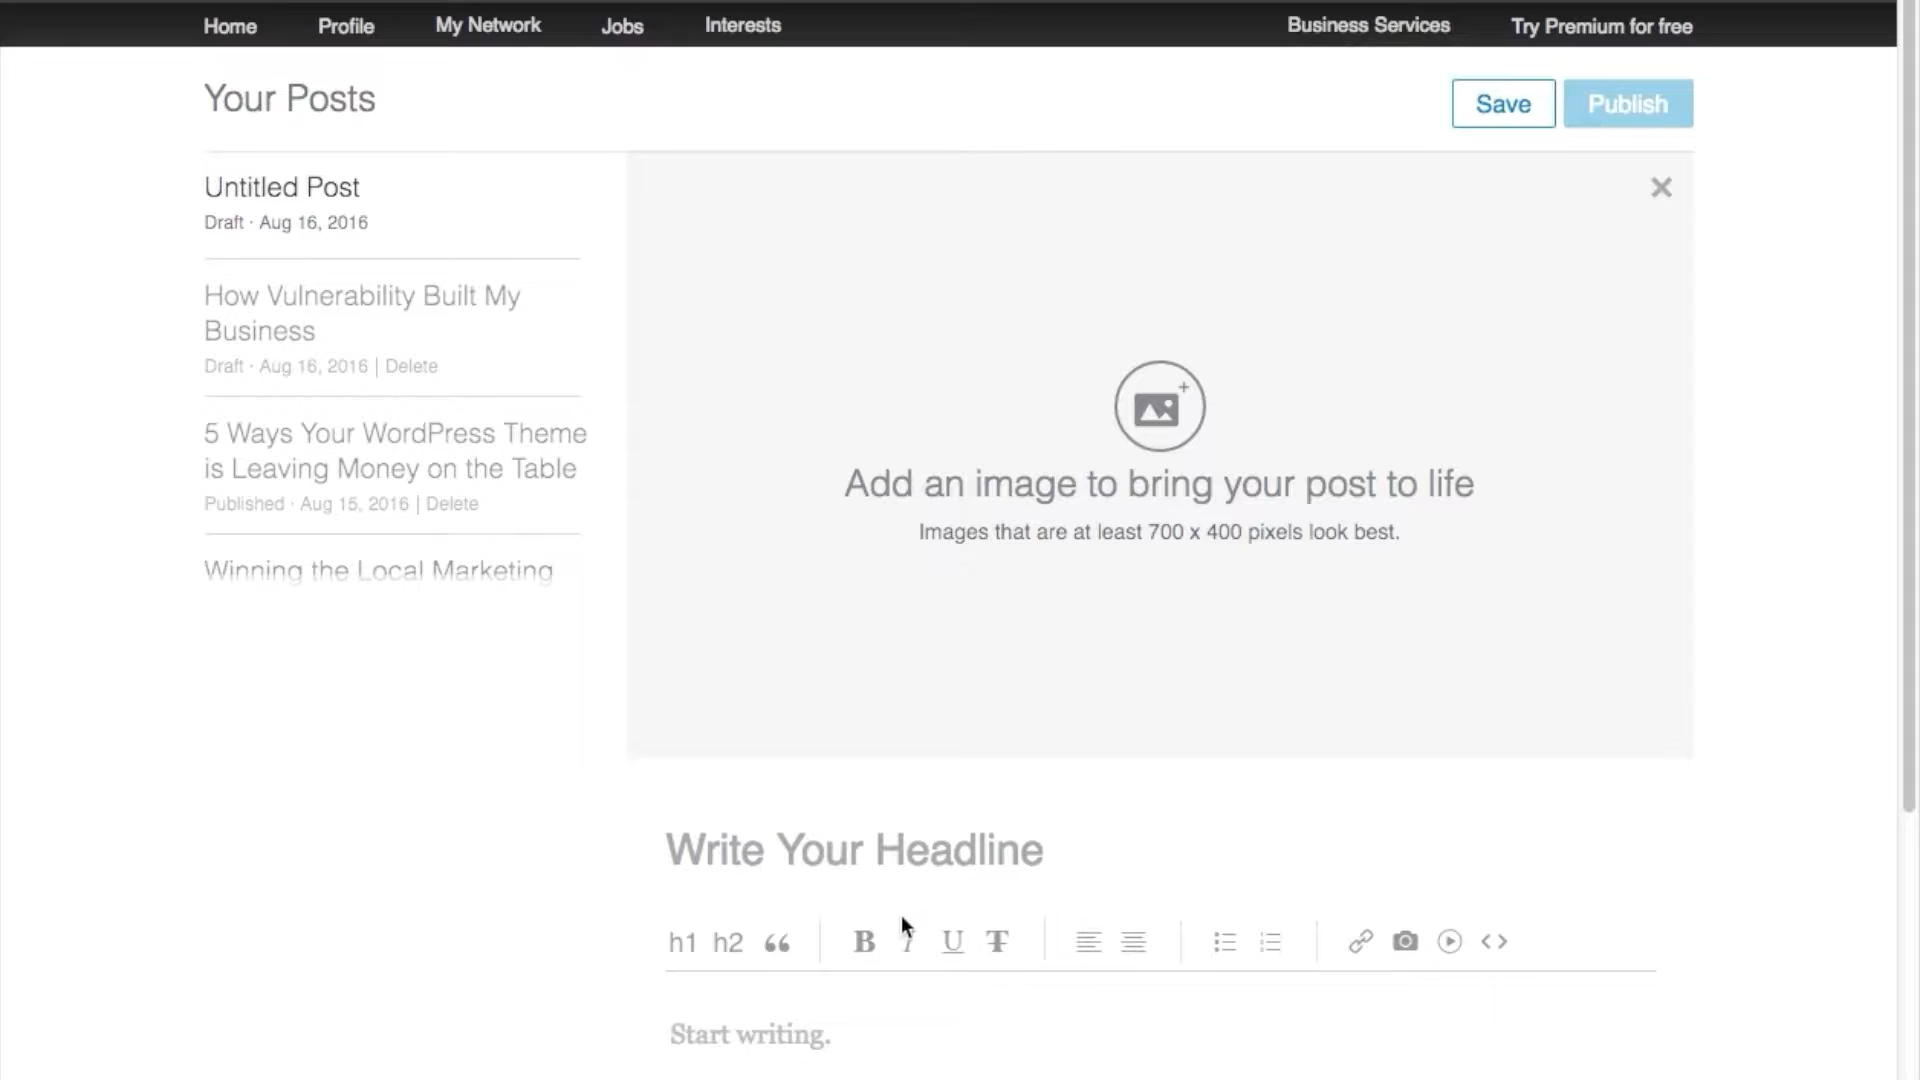 Home Profile My Network Jobs Interests Business Services Try Premium for free
Your Posts
Save Publish
Untitled Post
Draft · Aug 16, 2016
How Vulnerability Built My
Business
Draft · Aug 16, 2016 | Delete
5 Ways Your WordPress Theme
is Leaving Money on the Table
Published · Aug 15, 2016 | Delete
Winning the Local Marketing
Add an image to bring your post to life
Images that are at least 700 x 400 pixels look best.
Write Your Headline
h1 h2 “ B I U T
Start writing.